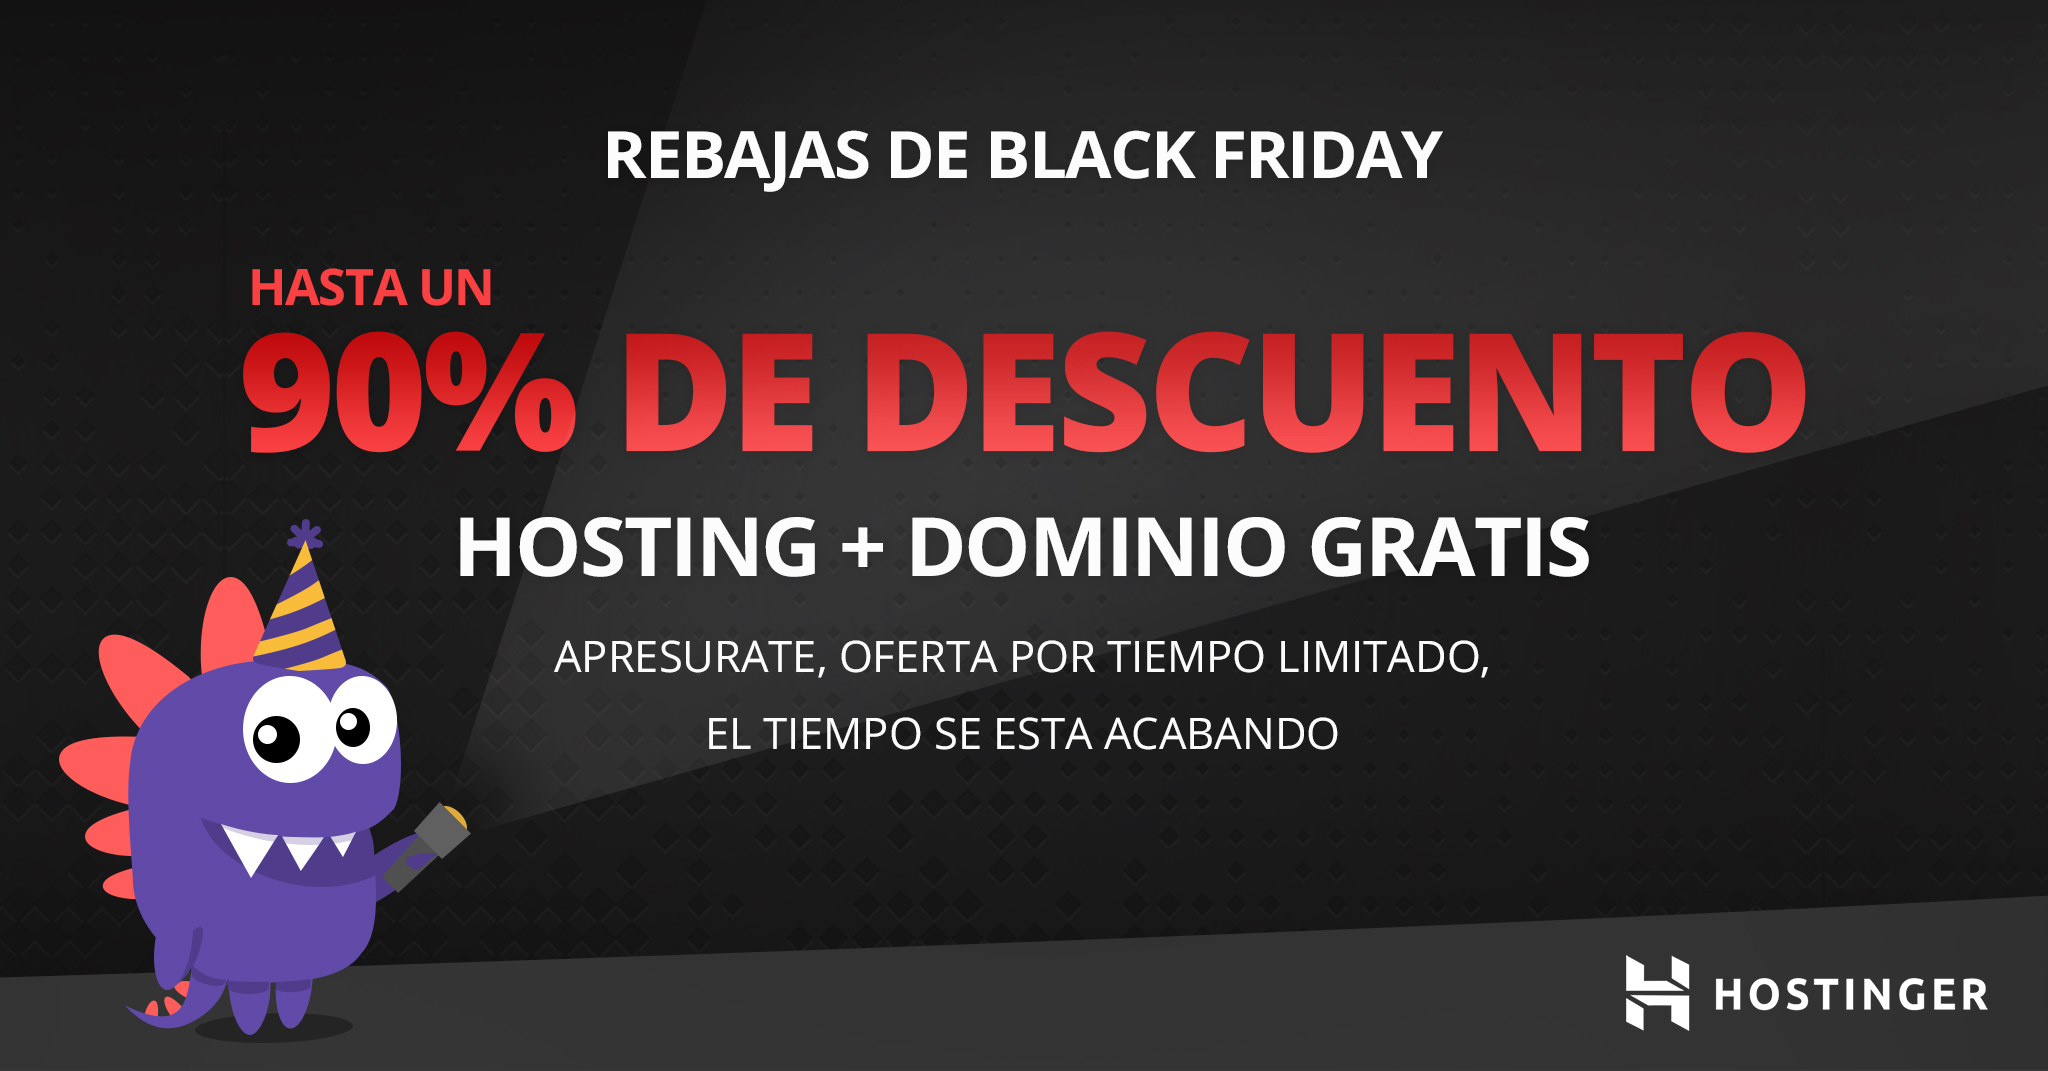 REBAJAS DE BLACK FRIDAY
HASTA UN
90% DE DESCUENTO
HOSTING + DOMINIO GRATIS
APRESURATE, OFERTA POR TIEMPO LIMITADO,
EL TIEMPO SE ESTA ACABANDO
HOSTINGER